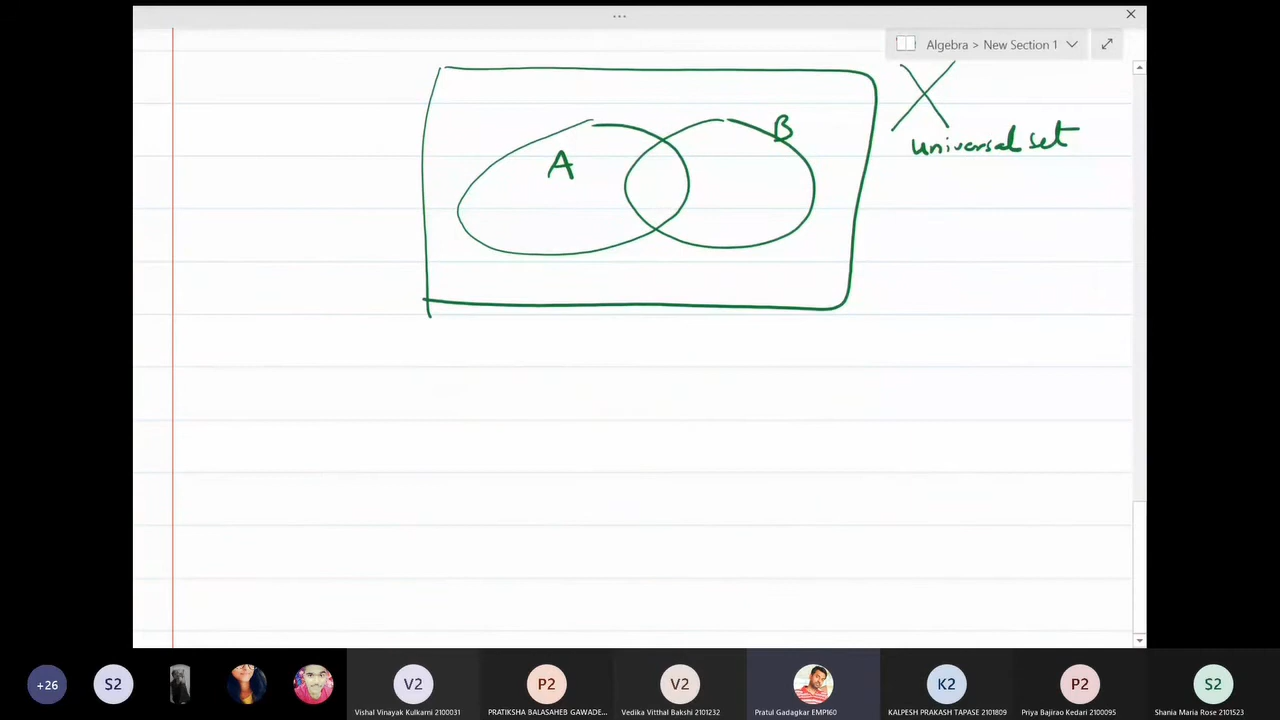 ...
Algebra > New Section 1
X
universal set
A
B
+26
S2
V2
P2
V2
K2
P2
S2
Vishal Vinayak Kulkarni 2100031
PRATIKSHA BALASAHEB GAWADE...
Vedika Vitthal Bakshi 2101232
Pratul Gadagkar EMP160
KALPESH PRAKASH TAPASE 2101809
Priya Bajirao Kedari 2100095
Shania Maria Rose 2101523